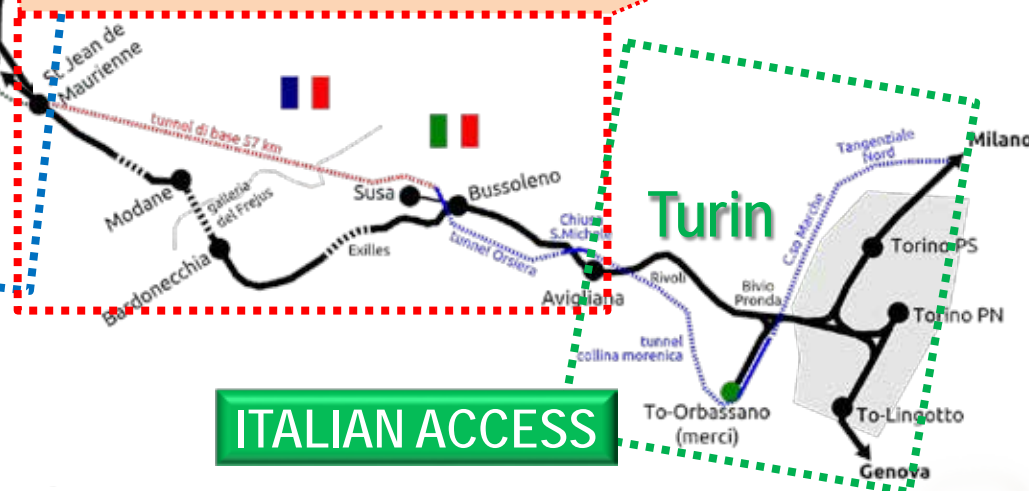 St. Jean de
Maurienne
tunnel di base 57 km
Modane
galleria
del Frejus
Bardonecchia
Susa
Bussoleno
Exilles
tunnel Orsiera
Chiusa
S.Michele
Avigliana
Turin
Rivoli
Bivio
Pronda
tunnel
collina morenica
To-Orbassano
(merci)
C.so Marche
Tangenziale
Nord
Milano
Torino PS
Torino PN
To-Lingotto
Genova
ITALIAN ACCESS